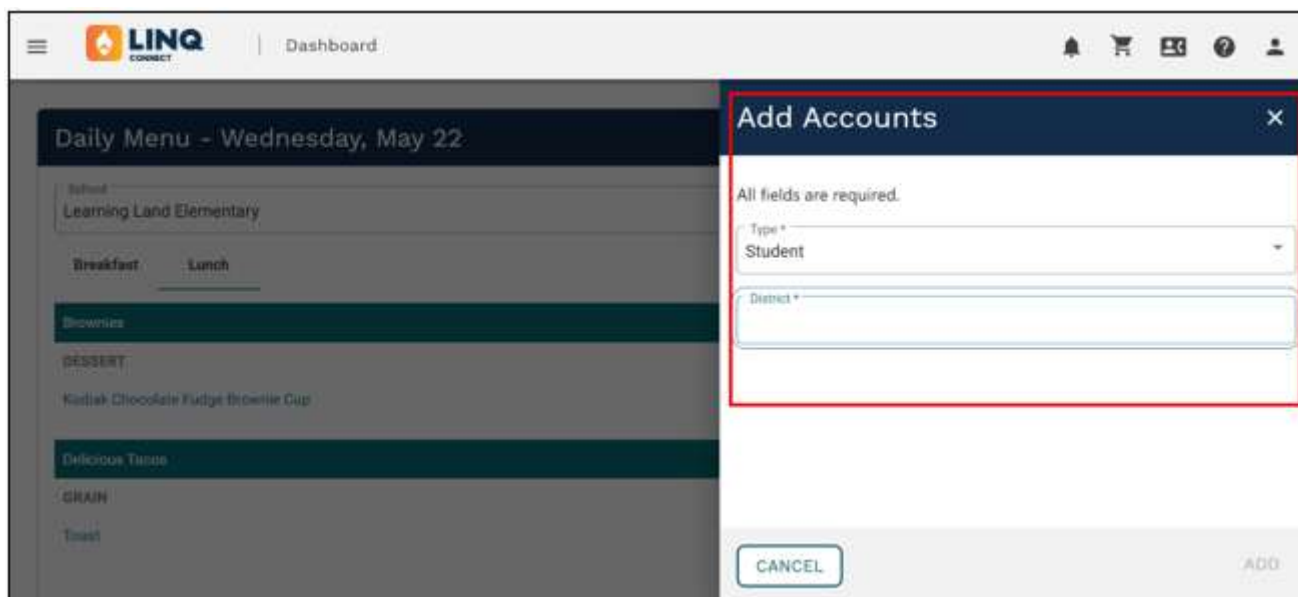 LINQ
CONNECT
Dashboard
Daily Menu - Wednesday, May 22
School
Learning Land Elementary
Breakfast Lunch
Brownies
DESSERT
Kodiak Chocolate Fudge Brownie Cup
Delicious Tacos
GRAIN
Toast
Add Accounts
All fields are required.
Type *
Student
District *
CANCEL
ADD